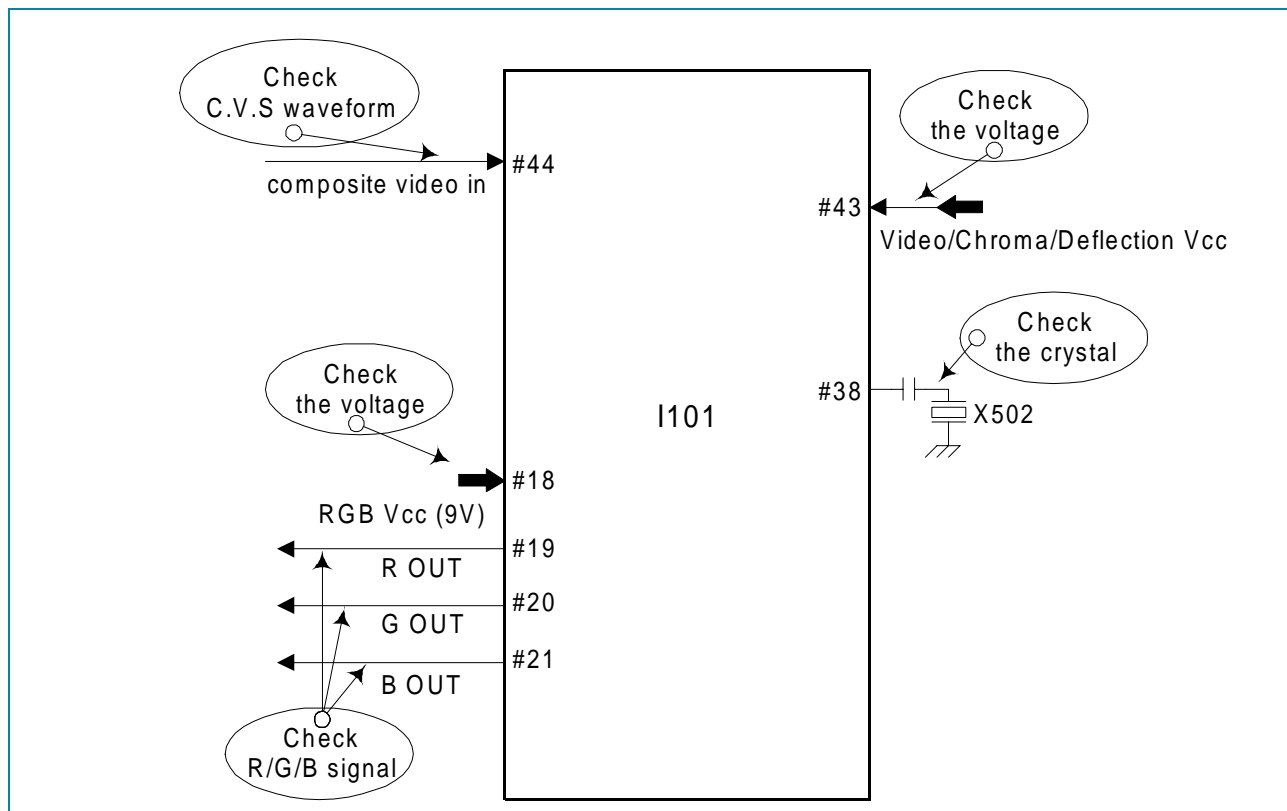 Check
C.V.S waveform
composite video in
#44
Check
the voltage
#43
Video/Chroma/Deflection Vcc
Check
the crystal
#38
X502
I101
Check
the voltage
#18
RGB Vcc (9V)
#19
R OUT
#20
G OUT
#21
B OUT
Check
R/G/B signal